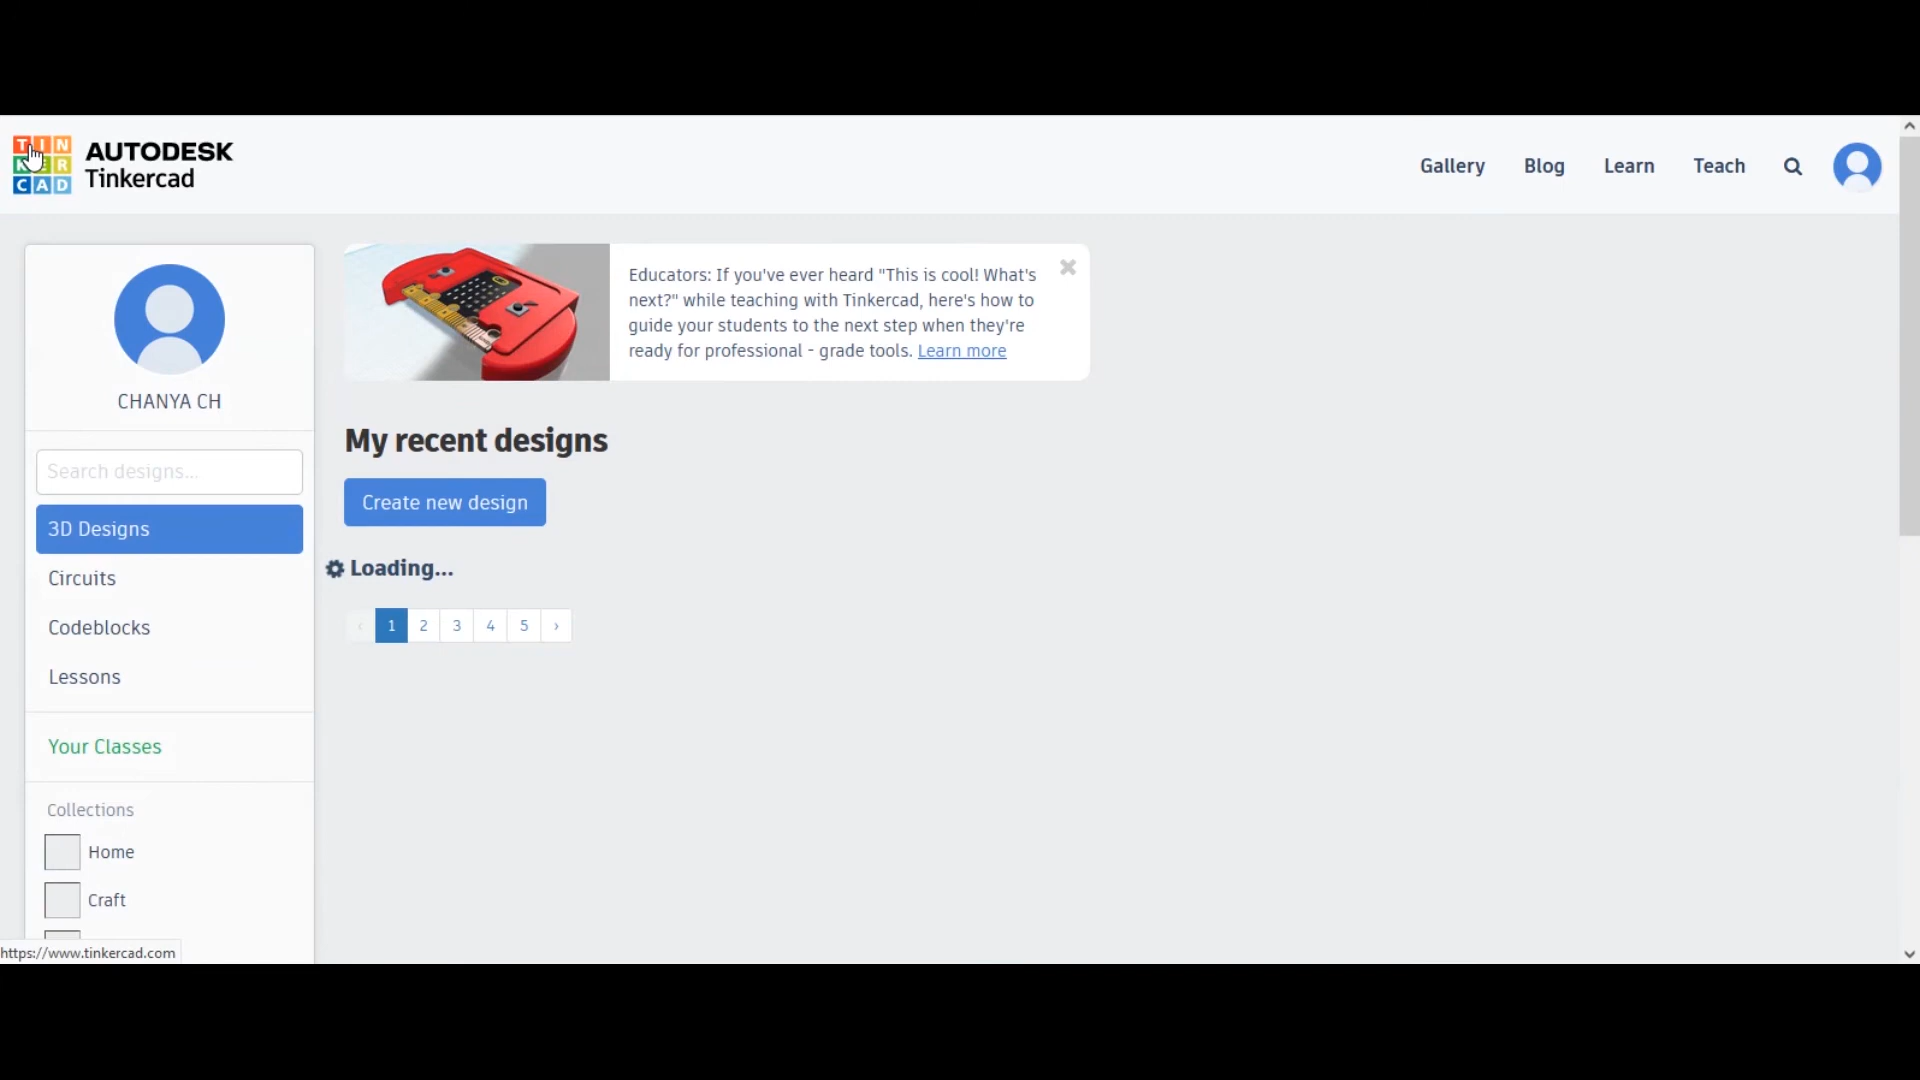 TIN
KER
CAD
AUTODESK
Tinkercad
Gallery
Blog
Learn
Teach
CHANYA CH
Search designs...
3D Designs
Circuits
Codeblocks
Lessons
Your Classes
Collections
Home
Craft
https://www.tinkercad.com
Educators: If you've ever heard "This is cool! What's
next?" while teaching with Tinkercad, here's how to
guide your students to the next step when they're
ready for professional - grade tools. Learn more
My recent designs
Create new design
Loading...
‹ 1 2 3 4 5 ›